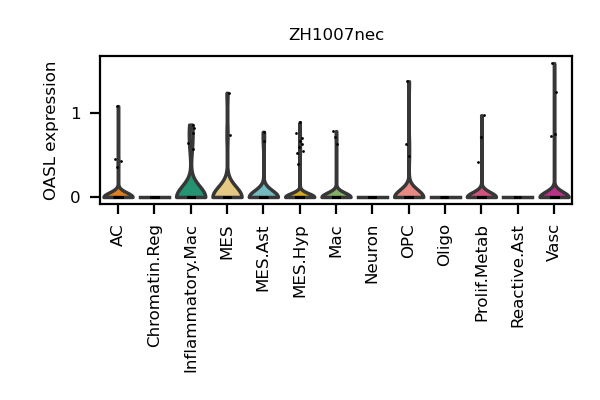 ZH1007nec
OASL expression
1
0
AC
Chromatin.Reg
Inflammatory.Mac
MES
MES.Ast
MES.Hyp
Mac
Neuron
OPC
Oligo
Prolif.Metab
Reactive.Ast
Vasc